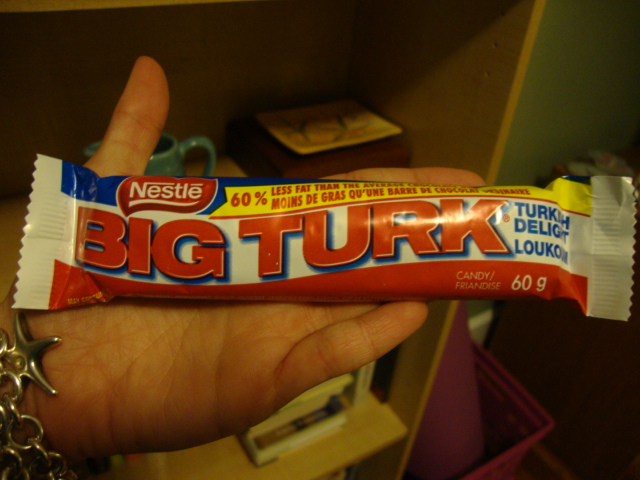 Nestlé
60% LESS FAT THAN THE AVERAGE
MOINS DE GRAS QU'UNE BARRE DE CHOCOLAT ORDINAIRE
BIG TURK
TURKISH
DELIGHT
LOUKOUM
CANDY/
FRIANDISE
60 g